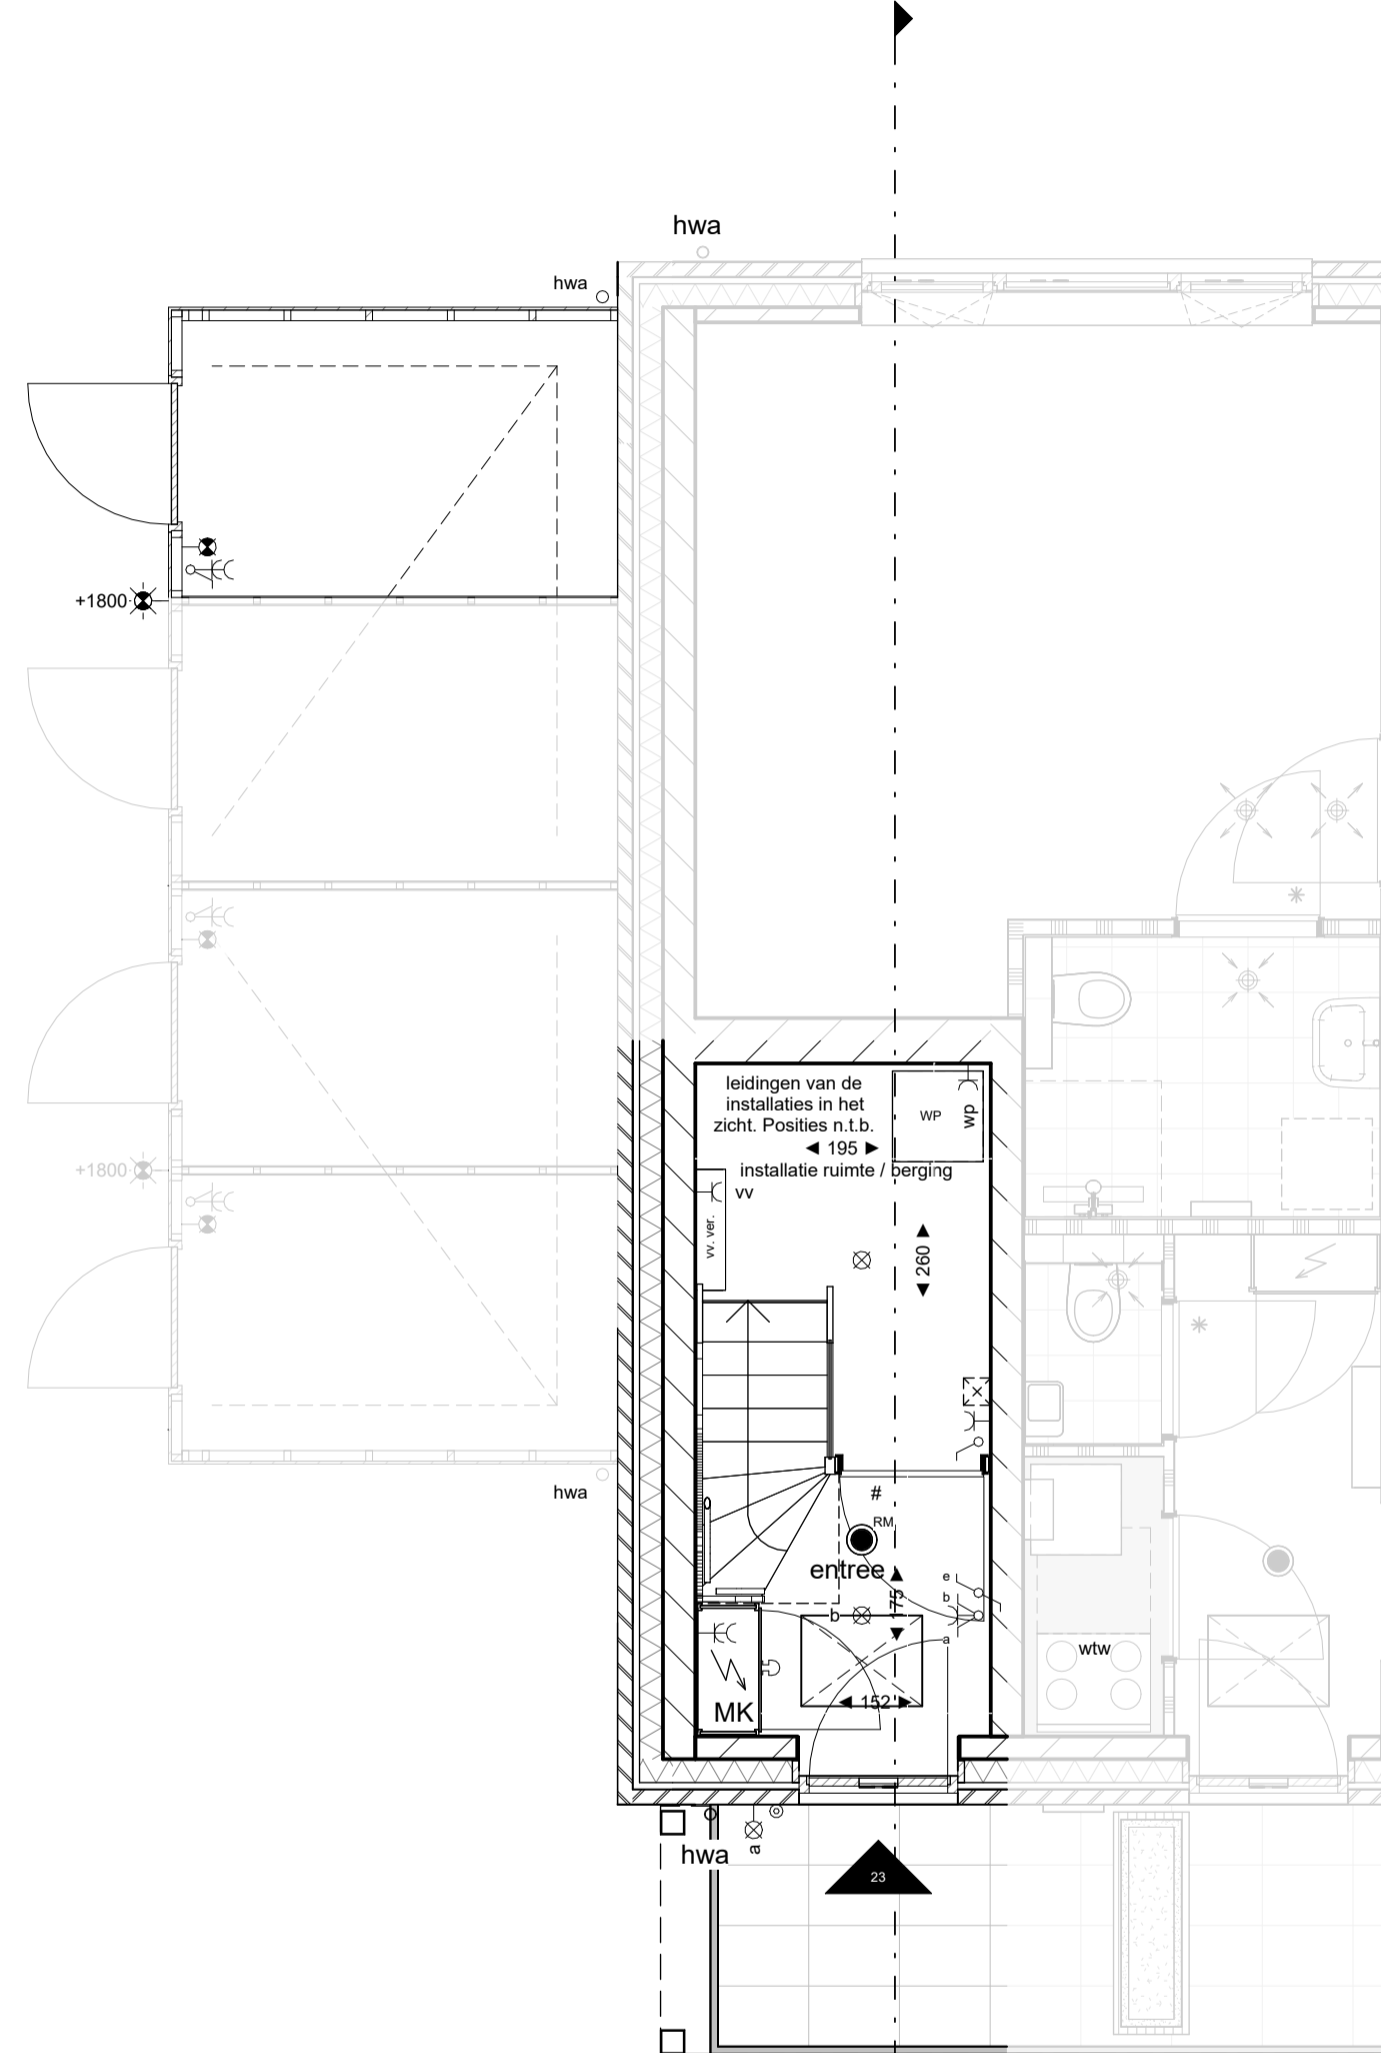 hwa
hwa
+1800
leidingen van de
installaties in het
zicht. Posities n.t.b.
WP
wp
195
installatie ruimte / berging
vv
vv. ver.
260
+1800
hwa
#
RM
entree
175
e
b
b
a
MK
152
wtw
hwa
a
23